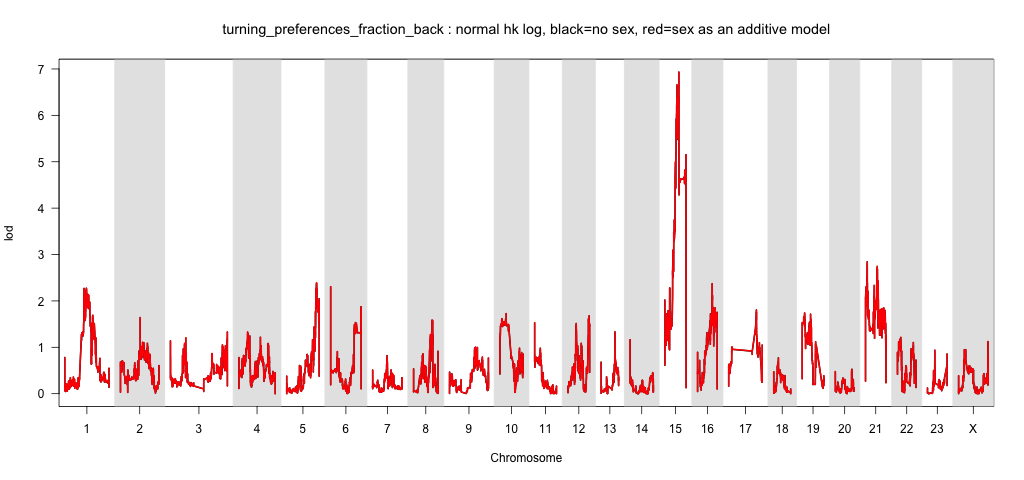 turning_preferences_fraction_back : normal hk log, black=no sex, red=sex as an additive model
7
6
5
4
3
2
1
0
lod
1 2 3 4 5 6 7 8 9 10 11 12 13 14 15 16 17 18 19 20 21 22 23 X
Chromosome